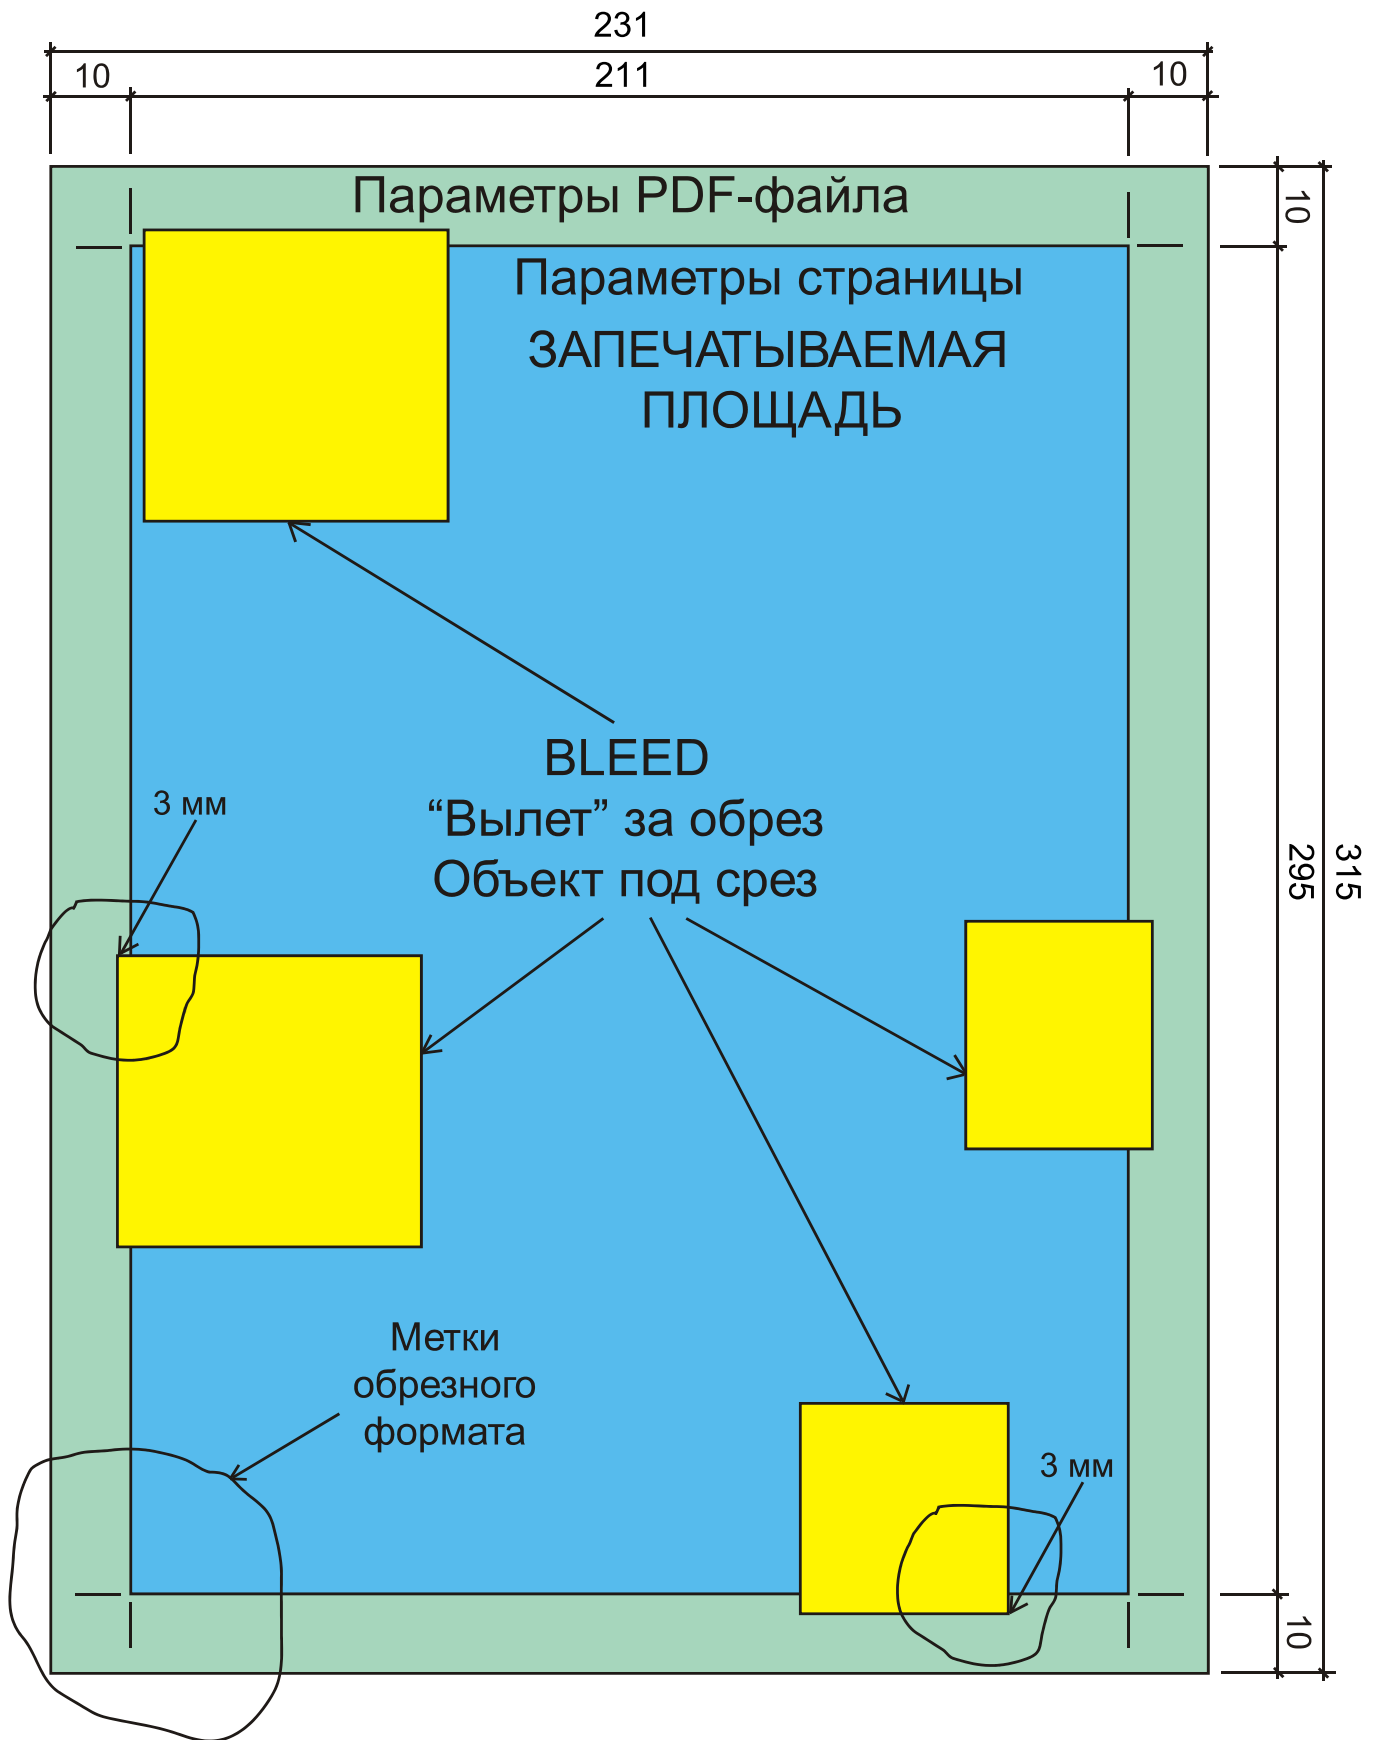 231
10
211
10
Параметры PDF-файла
10
Параметры страницы
ЗАПЕЧАТЫВАЕМАЯ
ПЛОЩАДЬ
BLEED
“Вылет” за обрез
Объект под срез
3 мм
295
315
Метки
обрезного
формата
3 мм
10